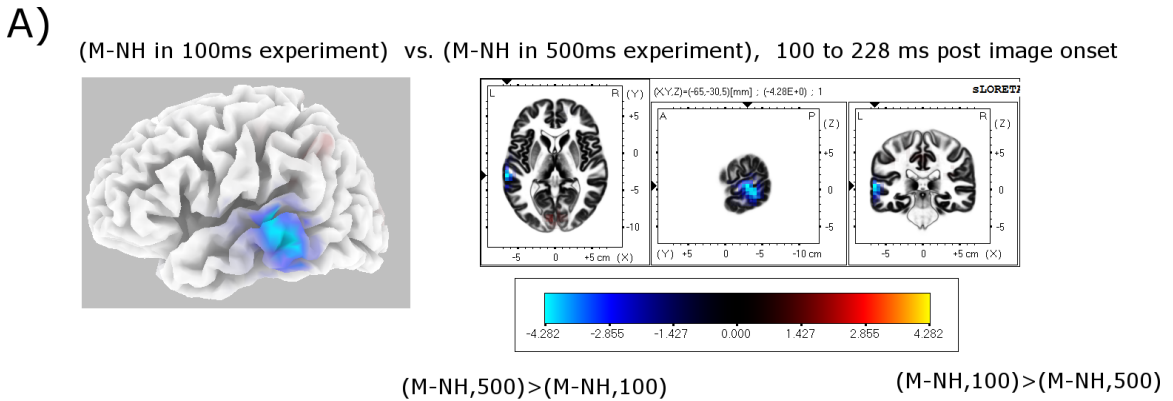 A)
(M-NH in 100ms experiment) vs. (M-NH in 500ms experiment), 100 to 228 ms post image onset
(X,Y,Z)=(-65,-30,5)[mm] ; (-4.28E+0) ; 1
L R (Y)
+5
0
-5
-10
-5 0 +5 cm (X)
A P (Z)
+5
0
-5
(Y) +5 0 -5 -10 cm
L R (Z)
+5
0
-5
-5 0 +5 cm (X)
-4.282 -2.855 -1.427 0.000 1.427 2.855 4.282
(M-NH,500)>(M-NH,100)
(M-NH,100)>(M-NH,500)